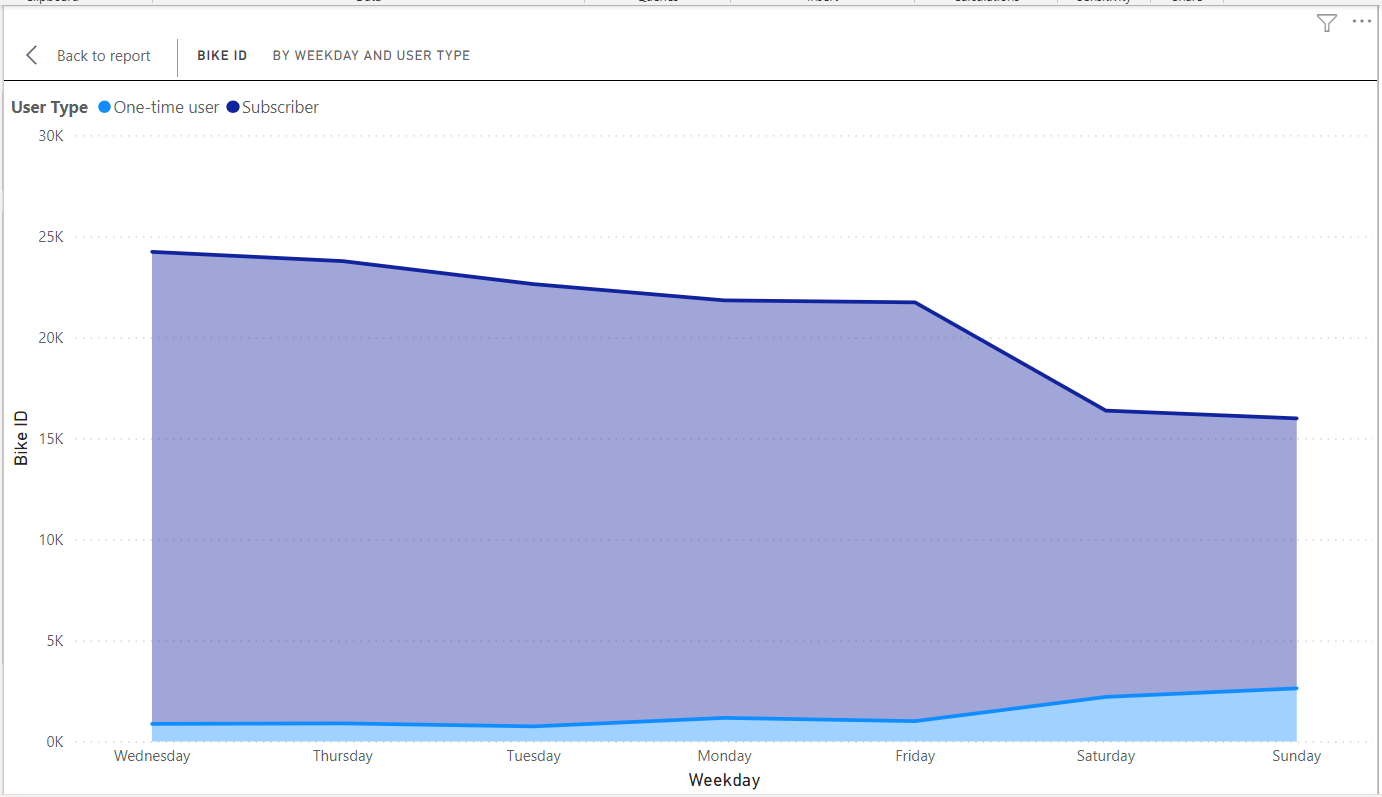 Back to report BIKE ID BY WEEKDAY AND USER TYPE
User Type One-time user Subscriber
30K
25K
20K
15K
10K
5K
0K
Bike ID
Wednesday Thursday Tuesday Monday Friday Saturday Sunday
Weekday